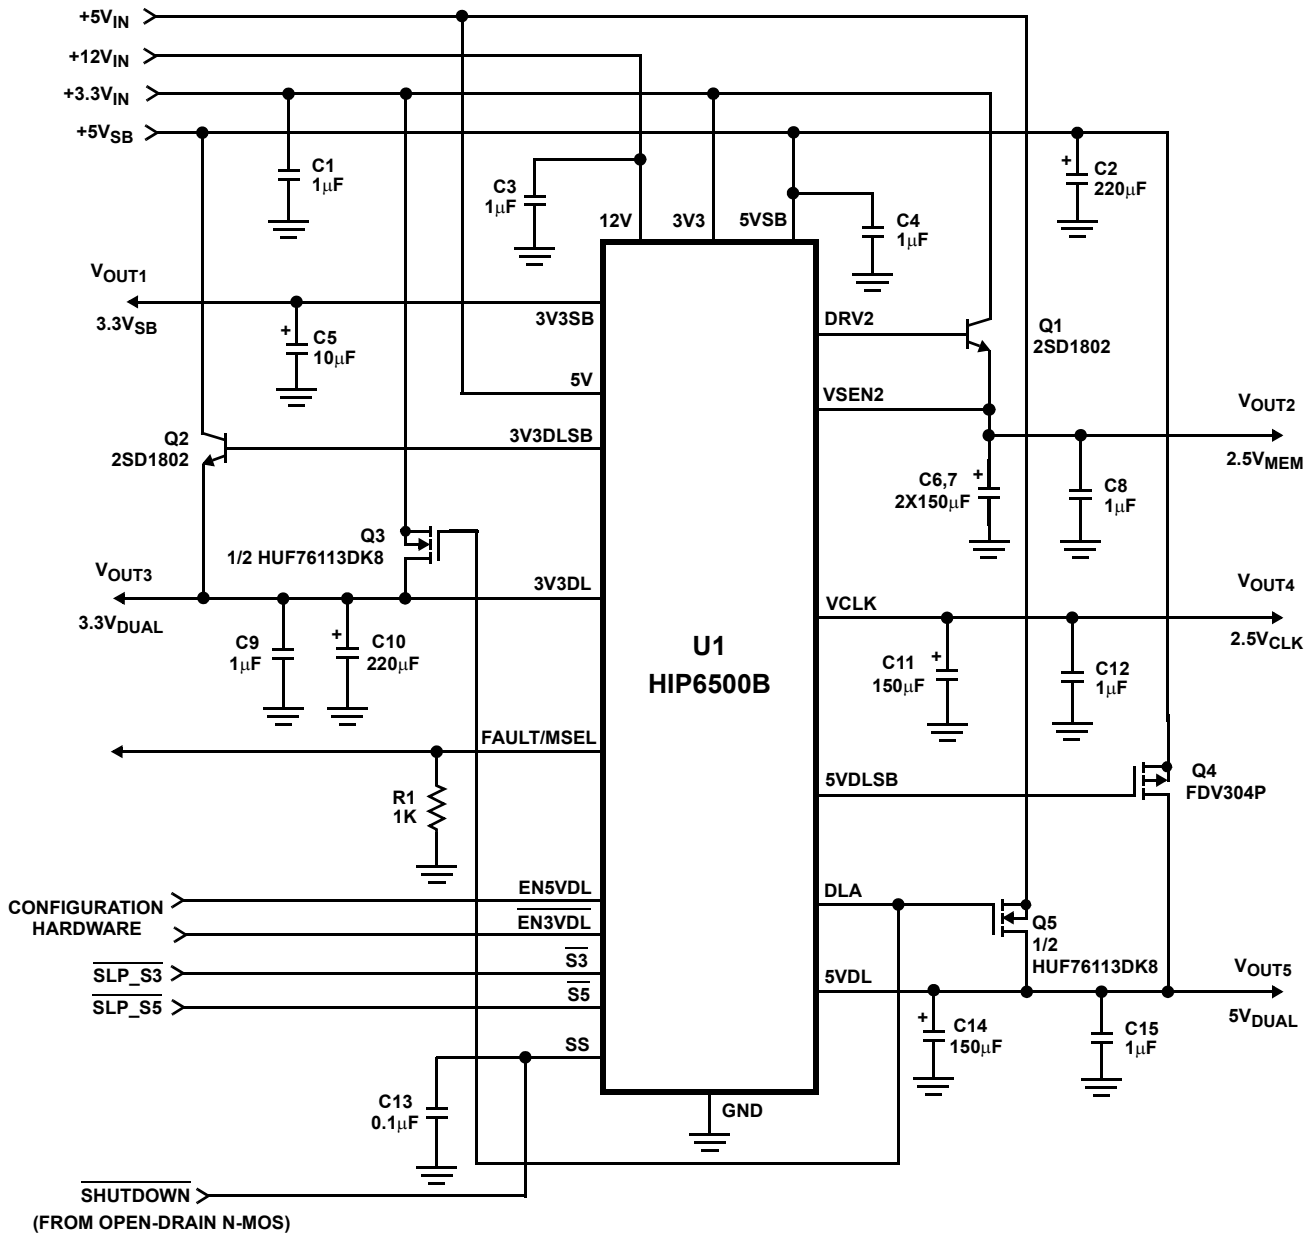 +5VIN
+12VIN
+3.3VIN
+5VSB
C1
1µF
C3
1µF
C2
220µF
C4
1µF
12V
3V3
5VSB
VOUT1
3.3VSB
C5
10µF
3V3SB
5V
DRV2
Q1
2SD1802
VSEN2
VOUT2
2.5VMEM
Q2
2SD1802
3V3DLSB
C6,7
2X150µF
C8
1µF
Q3
1/2 HUF76113DK8
VOUT3
3.3VDUAL
3V3DL
C9
1µF
C10
220µF
U1
HIP6500B
VCLK
VOUT4
2.5VCLK
C11
150µF
C12
1µF
FAULT/MSEL
R1
1K
5VDLSB
Q4
FDV304P
CONFIGURATION
HARDWARE
EN5VDL
EN3VDL
SLP_S3
S3
SLP_S5
S5
DLA
Q5
1/2
HUF76113DK8
5VDL
VOUT5
5VDUAL
C14
150µF
C15
1µF
SS
C13
0.1µF
GND
SHUTDOWN
(FROM OPEN-DRAIN N-MOS)